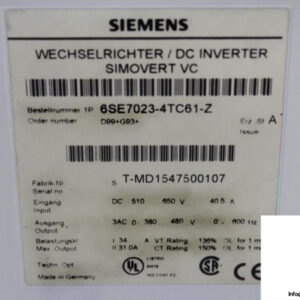 SIEMENS
WECHSELRICHTER / DC INVERTER
SIMOVERT VC
Bestellnummer 1P 6SE7023-4TC61-Z
Order number D99+G93+
Erz.-St A
Issue
Fabrik-Nr. S T-MD1547500107
Serial no
Eingang DC 510 650 V 40.5 A
Input
Ausgang 3AC 0 380 480 V 0 600 Hz
Output
Belastungskl. I 34 A VT Rating 136% OL for 1 m
Max Output II 31.0A CT Rating 150% OL for 1 m
Techn. Opt.
UL